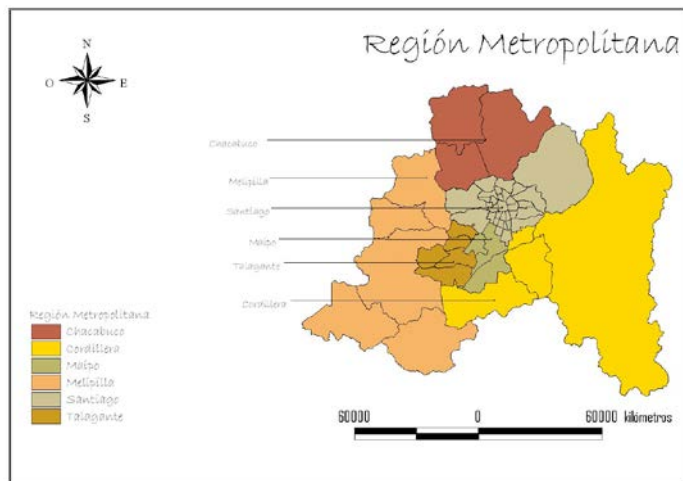 Región Metropolitana
N
O E
S
Chacabuco
Melipilla
Santiago
Maipo
Talagante
Cordillera
Región Metropolitana
Chacabuco
Cordillera
Maipo
Melipilla
Santiago
Talagante
60000 0 60000 kilómetros